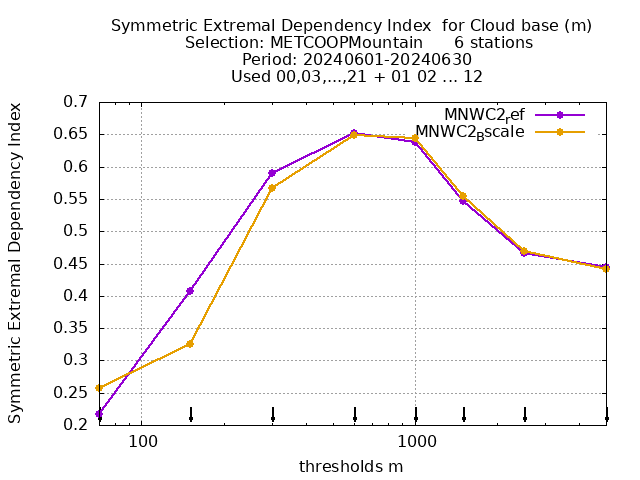 Symmetric Extremal Dependency Index  for Cloud base (m)
Selection: METCOOPMountain      6 stations
Period: 20240601-20240630
Used 00,03,...,21 + 01 02 ... 12
Symmetric Extremal Dependency Index
0.7
0.65
0.6
0.55
0.5
0.45
0.4
0.35
0.3
0.25
0.2
MNWC2ref
MNWC2Bscale
100
1000
thresholds m